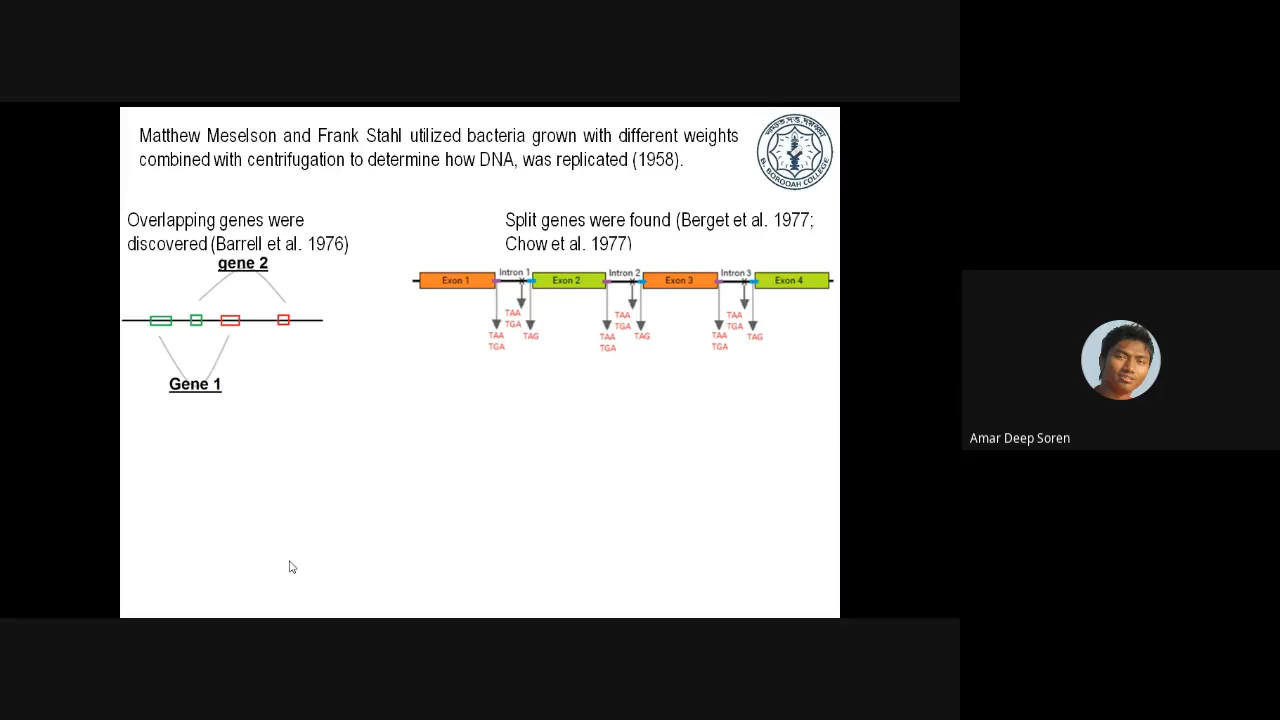 Matthew Meselson and Frank Stahl utilized bacteria grown with different weights
combined with centrifugation to determine how DNA, was replicated (1958).
B. BOROOAH COLLEGE
Overlapping genes were
discovered (Barrell et al. 1976)
gene 2
Gene 1
Split genes were found (Berget et al. 1977;
Chow et al. 1977)
Exon 1
Intron 1
Exon 2
Intron 2
Exon 3
Intron 3
Exon 4
TAA
TGA
TAA
TGA
TAG
TAA
TGA
TAA
TGA
TAG
TAA
TGA
TAA
TGA
TAG
Amar Deep Soren